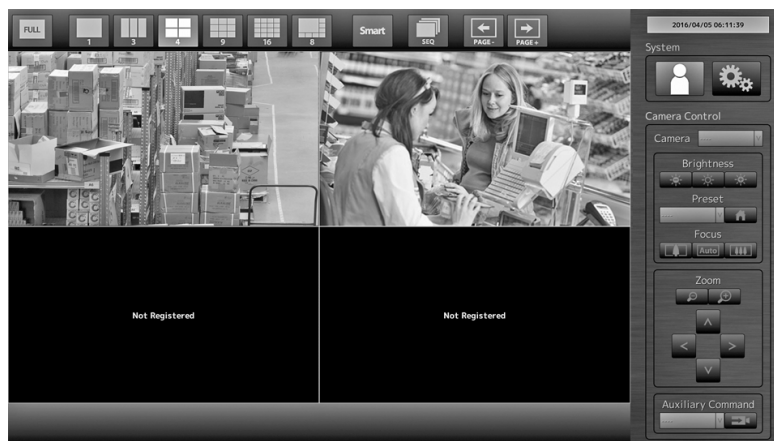 FULL
1
3
4
9
16
8
Smart
SEQ
PAGE-
PAGE+
2016/04/05 06:11:39
System
Camera Control
Camera
Brightness
Preset
Focus
Auto
Zoom
Auxiliary Command
Not Registered
Not Registered